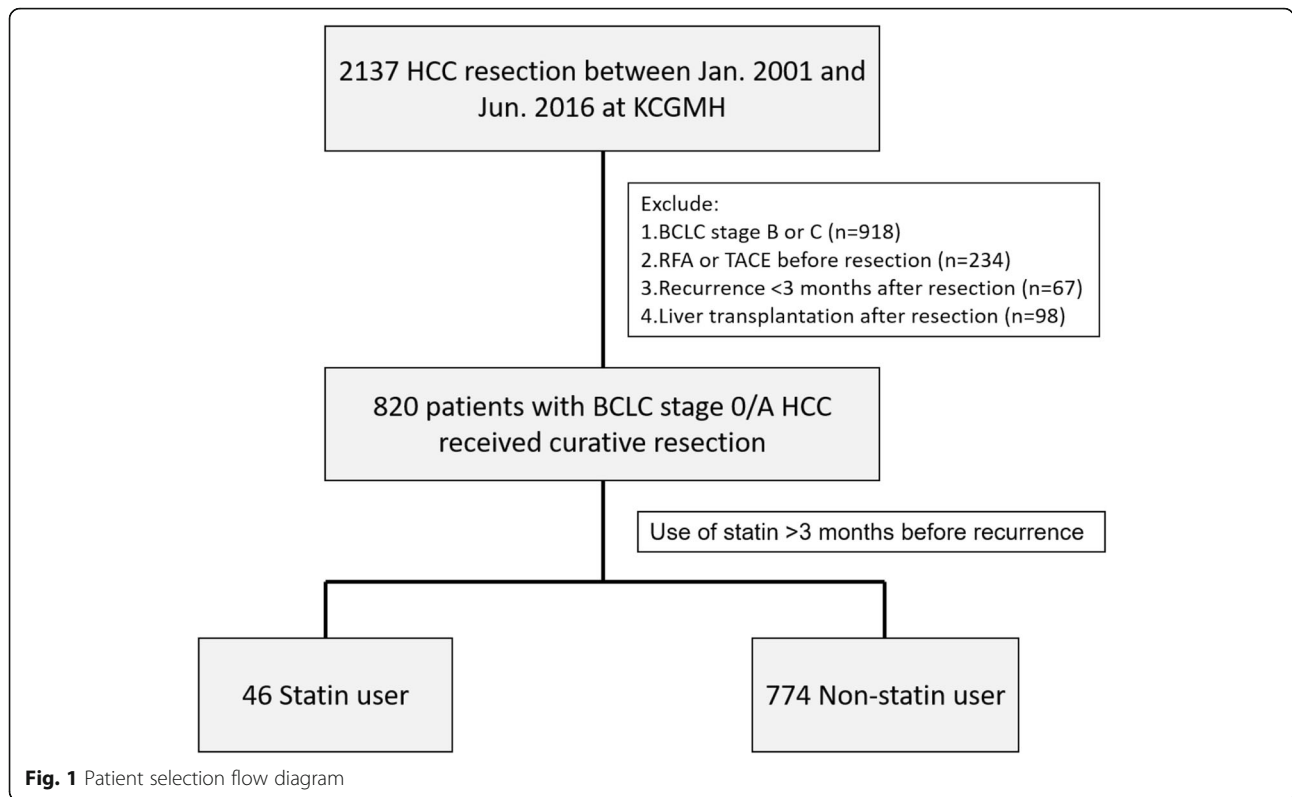 2137 HCC resection between Jan. 2001 and
Jun. 2016 at KCGMH
Exclude:
1.BCLC stage B or C (n=918)
2.RFA or TACE before resection (n=234)
3.Recurrence <3 months after resection (n=67)
4.Liver transplantation after resection (n=98)
820 patients with BCLC stage 0/A HCC
received curative resection
Use of statin >3 months before recurrence
46 Statin user
774 Non-statin user
Fig. 1 Patient selection flow diagram